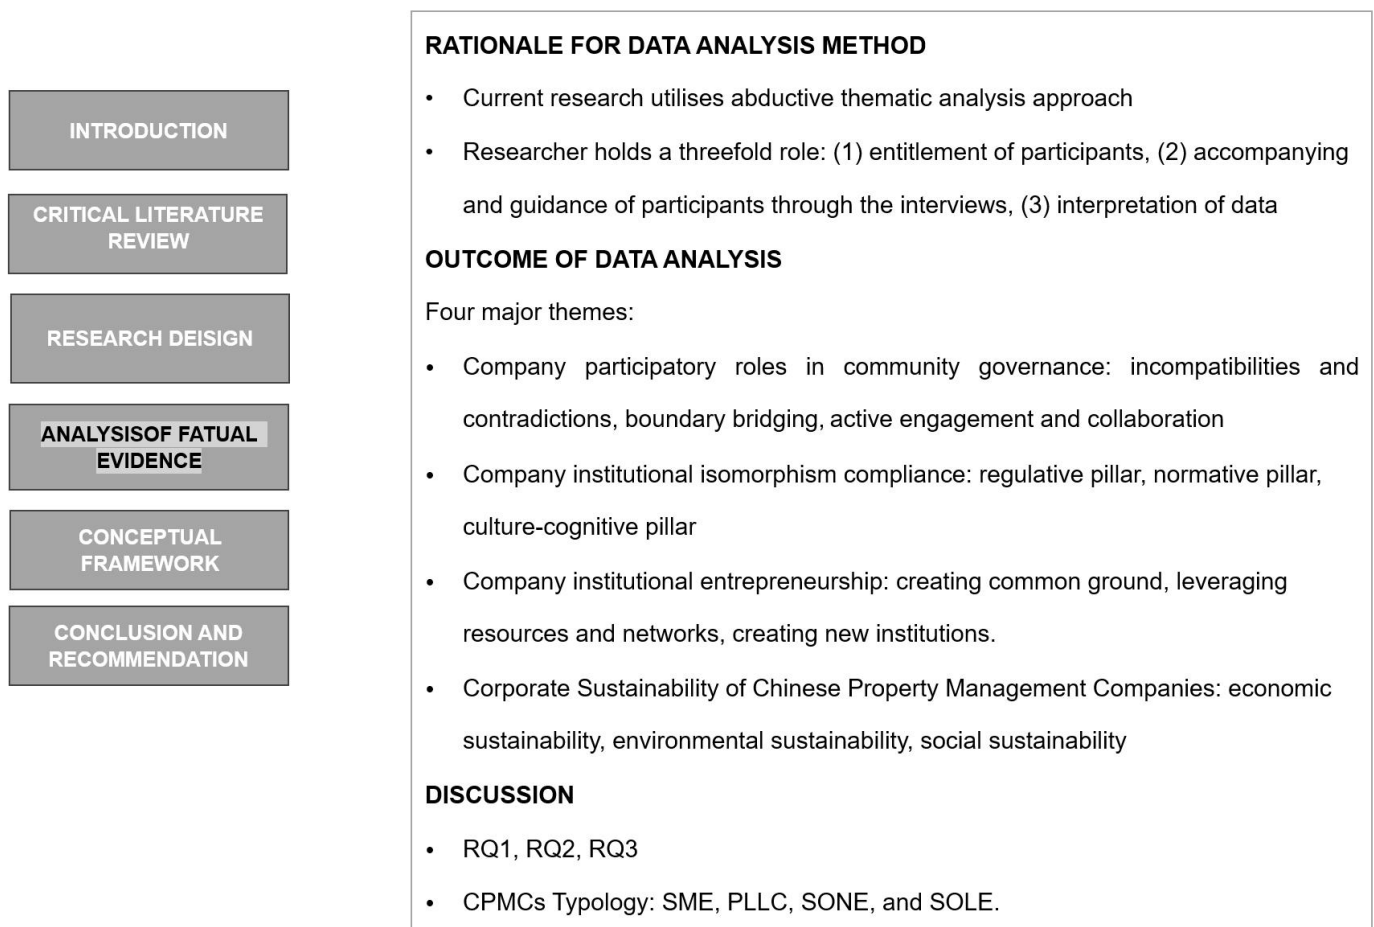 INTRODUCTION
CRITICAL LITERATURE
REVIEW
RESEARCH DEISIGN
ANALYSISOF FATUAL
EVIDENCE
CONCEPTUAL
FRAMEWORK
CONCLUSION AND
RECOMMENDATION
RATIONALE FOR DATA ANALYSIS METHOD
• Current research utilises abductive thematic analysis approach
• Researcher holds a threefold role: (1) entitlement of participants, (2) accompanying
and guidance of participants through the interviews, (3) interpretation of data
OUTCOME OF DATA ANALYSIS
Four major themes:
• Company participatory roles in community governance: incompatibilities and
contradictions, boundary bridging, active engagement and collaboration
• Company institutional isomorphism compliance: regulative pillar, normative pillar,
culture-cognitive pillar
• Company institutional entrepreneurship: creating common ground, leveraging
resources and networks, creating new institutions.
• Corporate Sustainability of Chinese Property Management Companies: economic
sustainability, environmental sustainability, social sustainability
DISCUSSION
• RQ1, RQ2, RQ3
• CPMCs Typology: SME, PLLC, SONE, and SOLE.